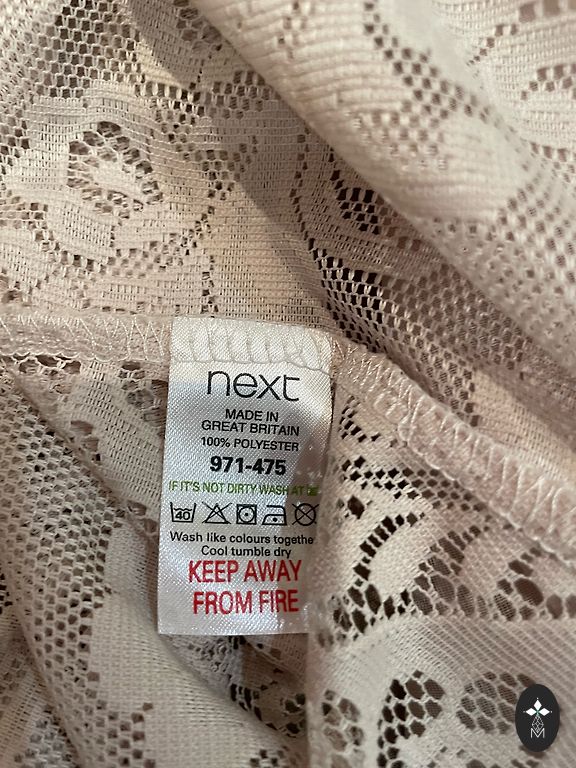 next
MADE IN
GREAT BRITAIN
100% POLYESTER
971-475
IF IT'S NOT DIRTY WASH AT
40
Wash like colours togethe
Cool tumble dry
KEEP AWAY
FROM FIRE
M